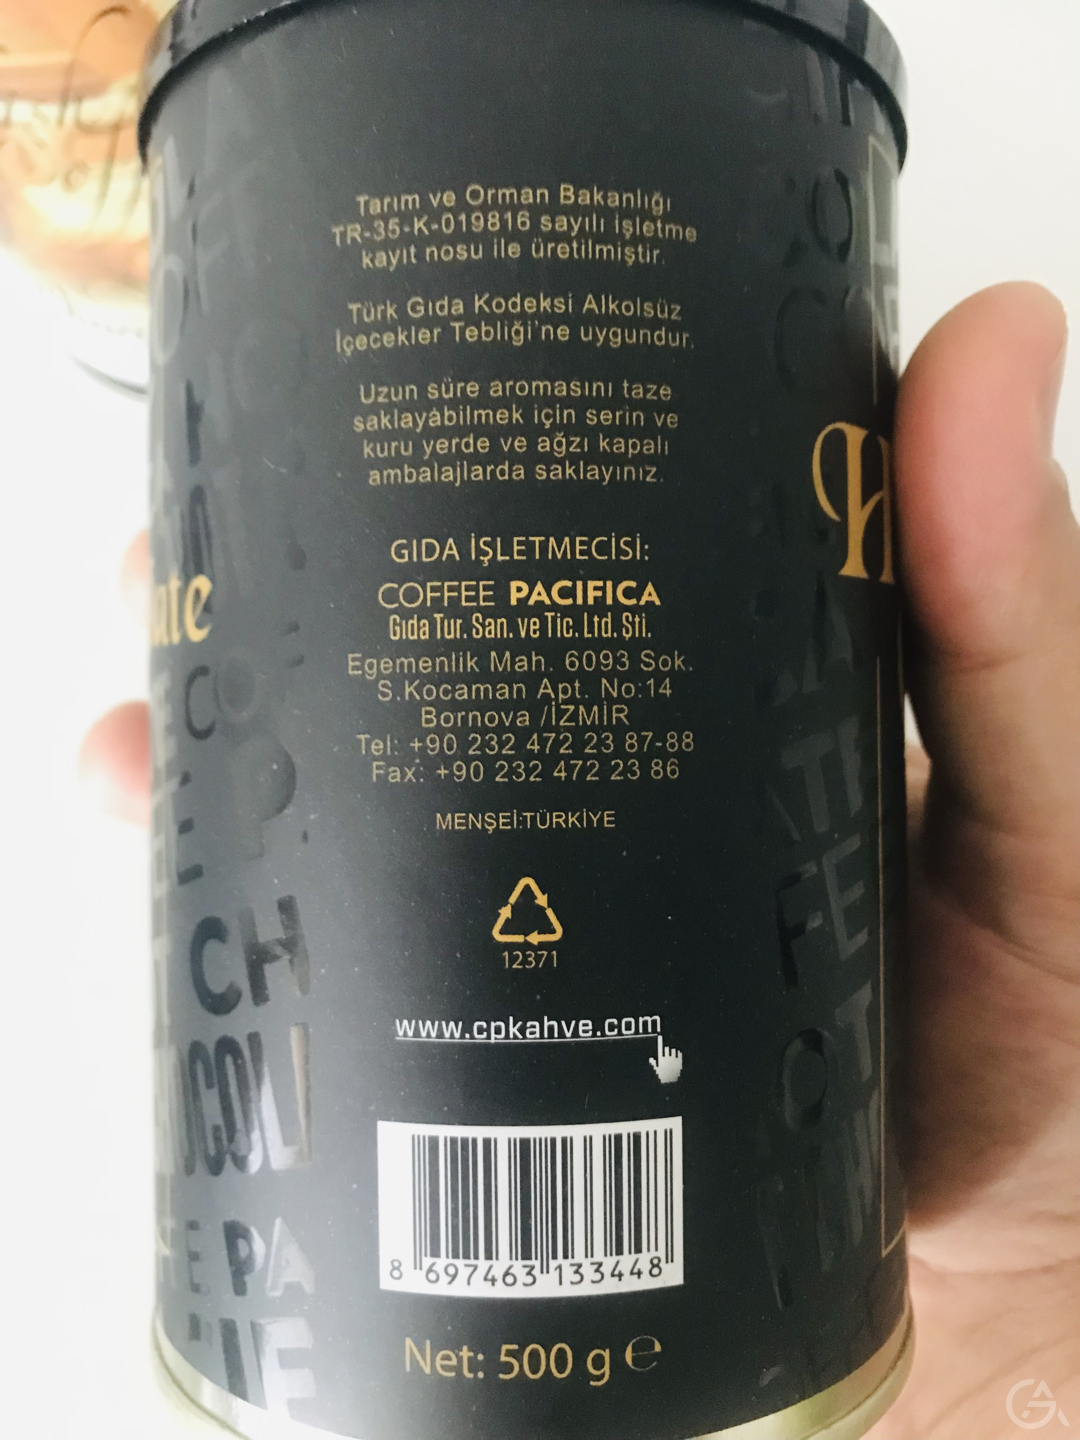 Tarım ve Orman Bakanlığı
TR-35-K-019816 sayılı işletme
kayıt nosu ile üretilmiştir.
Türk Gıda Kodeksi Alkolsüz
İçecekler Tebliği'ne uygundur.
Uzun süre aromasını taze
saklayabilmek için serin ve
kuru yerde ve ağzı kapalı
ambalajlarda saklayınız.
GIDA İŞLETMECİSİ:
COFFEE PACIFICA
Gıda Tur. San. ve Tic. Ltd. Şti.
Egemenlik Mah. 6093 Sok.
S.Kocaman Apt. No:14
Bornova /İZMİR
Tel: +90 232 472 23 87-88
Fax: +90 232 472 23 86
MENŞEİ:TÜRKİYE
12371
www.cpkahve.com
8 697463 133448
Net: 500 g ℮